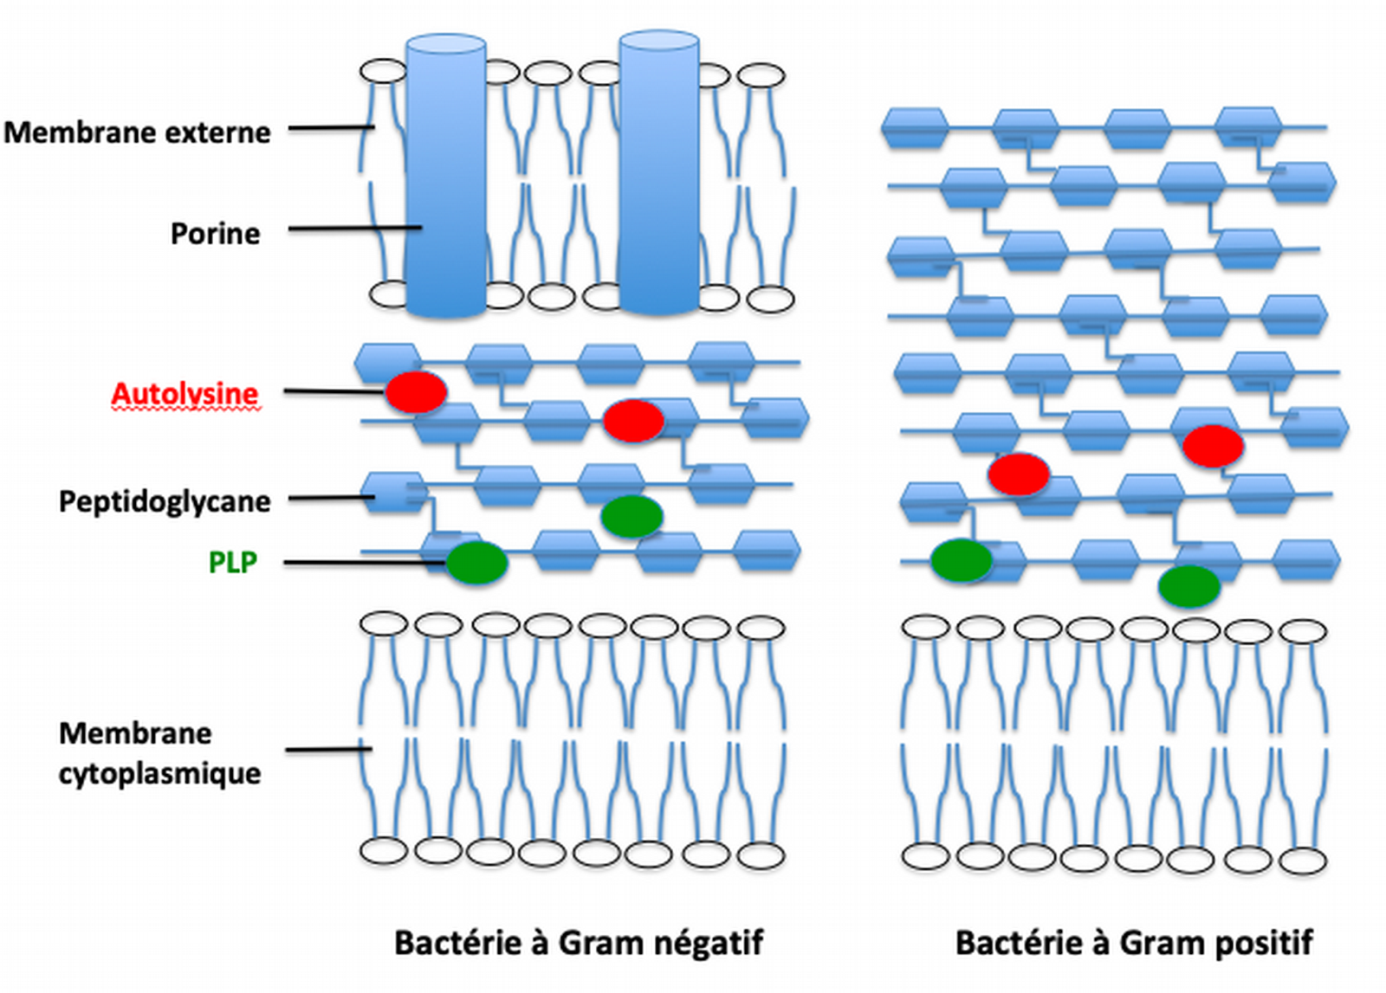 Membrane externe
Porine
Autolysine
Peptidoglycane
PLP
Membrane
cytoplasmique
Bactérie à Gram négatif
Bactérie à Gram positif